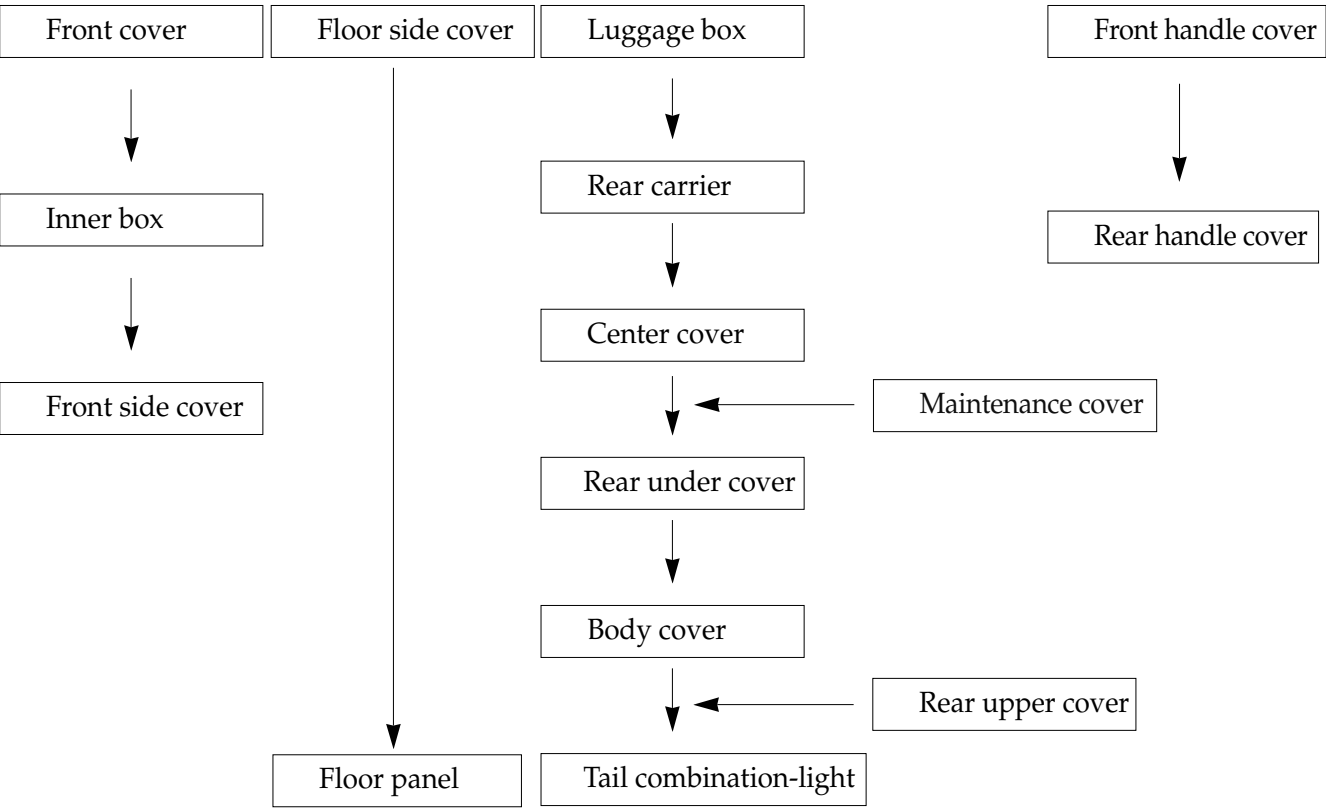 Front cover
Floor side cover
Luggage box
Front handle cover
Rear carrier
Inner box
Rear handle cover
Center cover
Front side cover
Maintenance cover
Rear under cover
Body cover
Rear upper cover
Floor panel
Tail combination-light